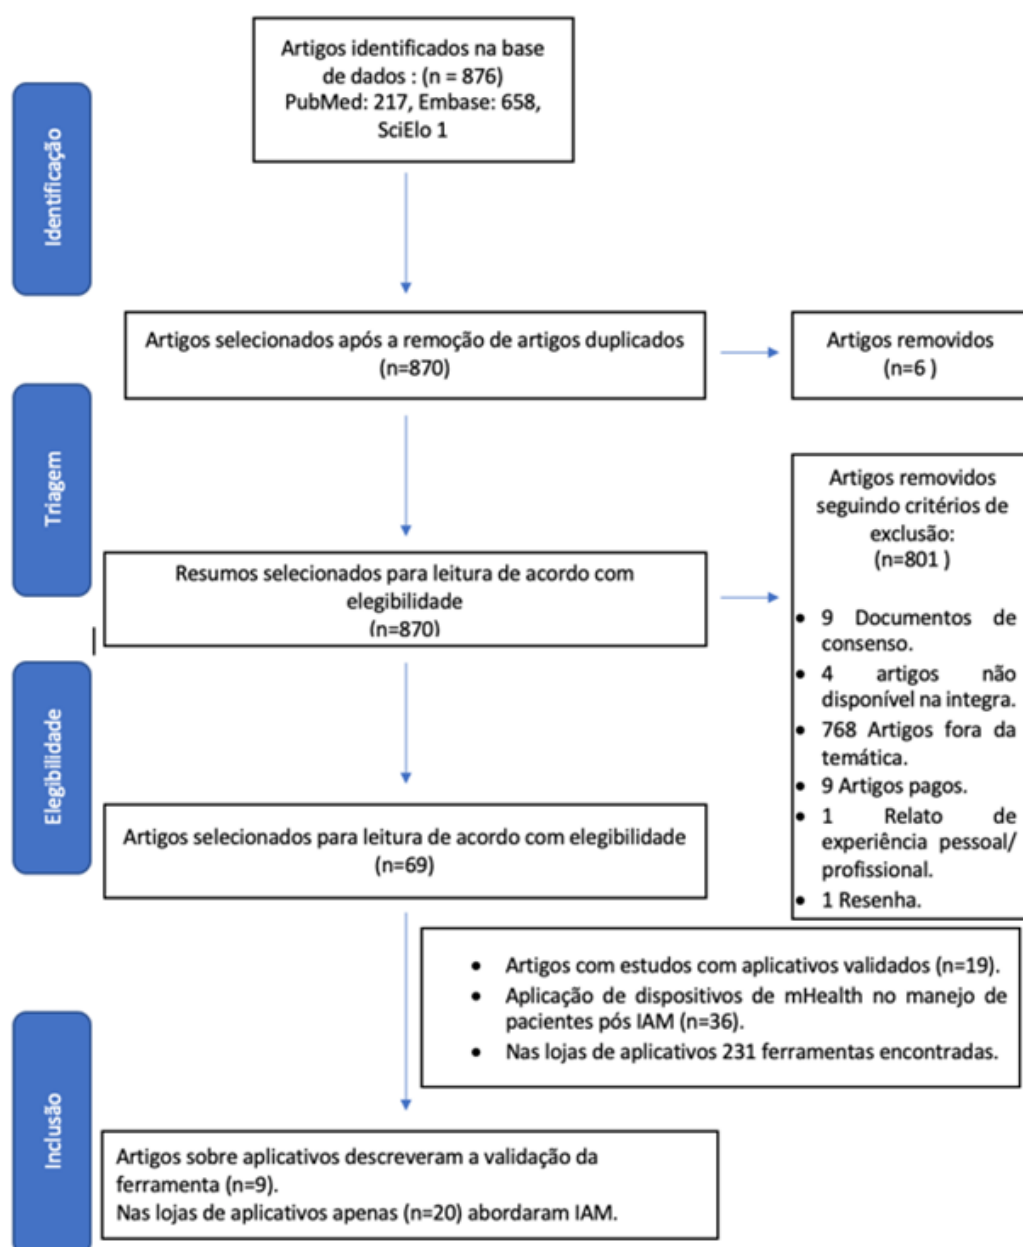 Identificação
Artigos identificados na base
de dados : (n = 876)
PubMed: 217, Embase: 658,
SciElo 1
Artigos selecionados após a remoção de artigos duplicados
(n=870)
Artigos removidos
(n=6 )
Triagem
Resumos selecionados para leitura de acordo com
elegibilidade
(n=870)
Artigos removidos
seguindo critérios de
exclusão:
(n=801 )
• 9 Documentos de
consenso.
• 4 artigos não
disponível na integra.
• 768 Artigos fora da
temática.
• 9 Artigos pagos.
• 1 Relato de
experiência pessoal/
profissional.
• 1 Resenha.
Elegibilidade
Artigos selecionados para leitura de acordo com elegibilidade
(n=69)
• Artigos com estudos com aplicativos validados (n=19).
• Aplicação de dispositivos de mHealth no manejo de
pacientes pós IAM (n=36).
• Nas lojas de aplicativos 231 ferramentas encontradas.
Inclusão
Artigos sobre aplicativos descreveram a validação da
ferramenta (n=9).
Nas lojas de aplicativos apenas (n=20) abordaram IAM.